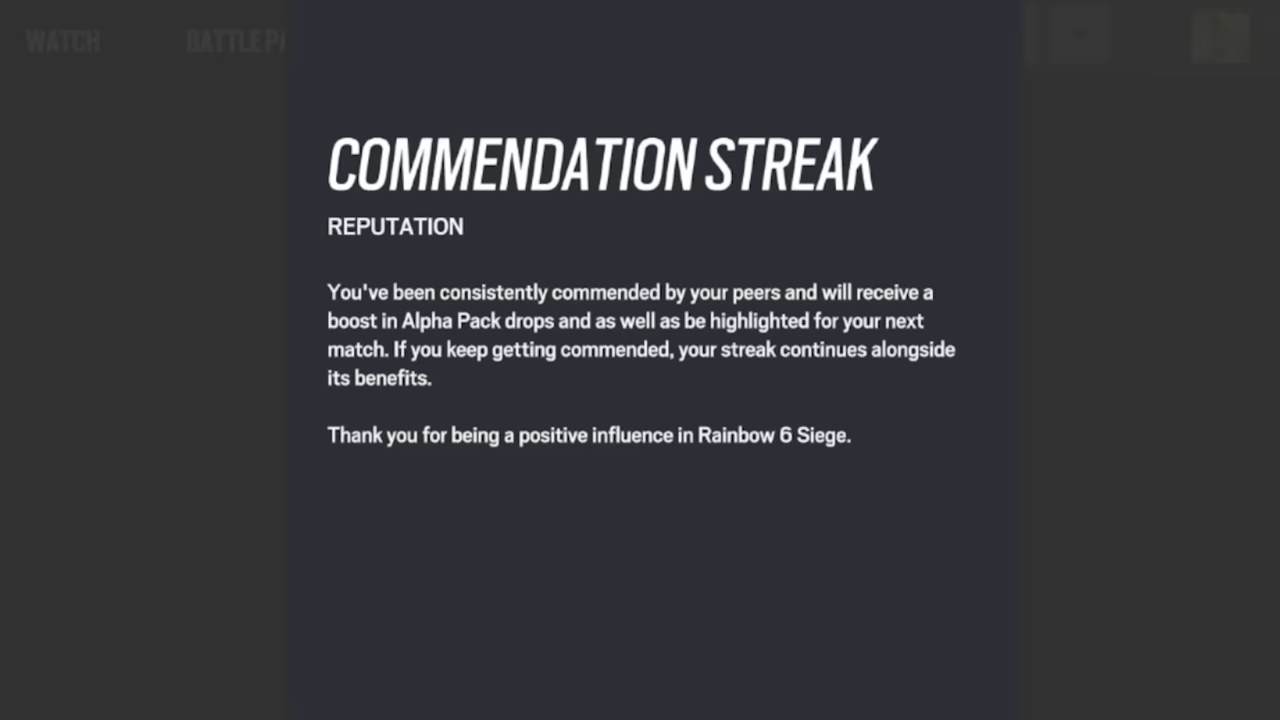 WATCH
BATTLE PA
COMMENDATION STREAK
REPUTATION
You've been consistently commended by your peers and will receive a
boost in Alpha Pack drops and as well as be highlighted for your next
match. If you keep getting commended, your streak continues alongside
its benefits.
Thank you for being a positive influence in Rainbow 6 Siege.